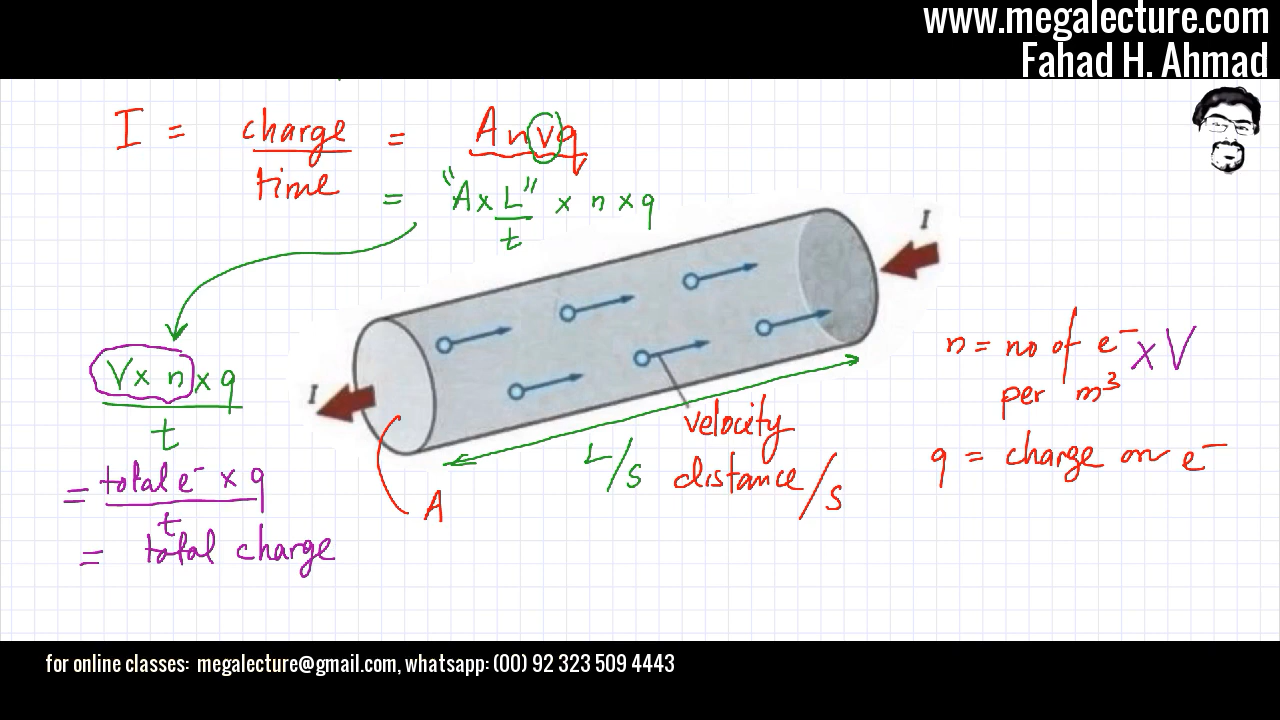 www.megalecture.com
Fahad H. Ahmad
I = charge/time = Anvq
= "A x L"/t x n x q
I
V x n x q / t
I
n = no of e⁻ x V
per m³
velocity
q = charge on e⁻
L/s
distance/s
= total e⁻ x q / t
A
= total charge
for online classes: megalecture@gmail.com, whatsapp: (00) 92 323 509 4443